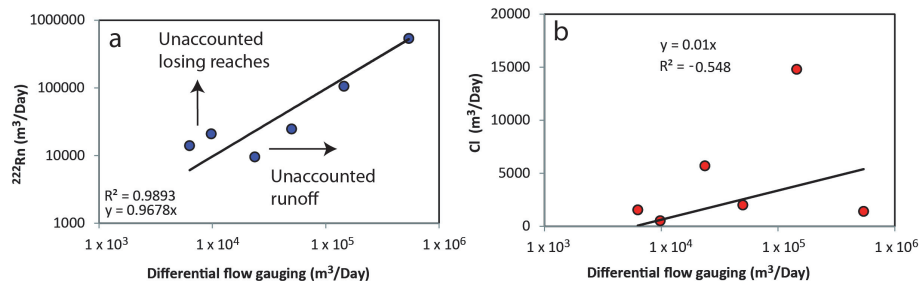 a
Unaccounted
losing reaches
Unaccounted
runoff
R² = 0.9893
y = 0.9678x
1000000
100000
10000
1000
²²²Rn (m³/Day)
1 x 10³
1 x 10⁴
1 x 10⁵
1 x 10⁶
Differential flow gauging (m³/Day)
b
y = 0.01x
R² = -0.548
20000
15000
10000
5000
0
Cl (m³/Day)
1 x 10³
1 x 10⁴
1 x 10⁵
1 x 10⁶
Differential flow gauging (m³/Day)